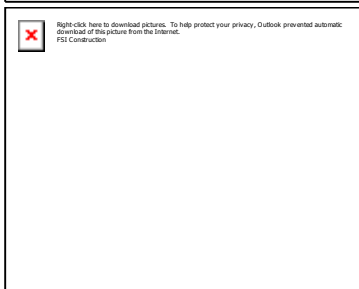 Right-click here to download pictures. To help protect your privacy, Outlook prevented automatic
download of this picture from the Internet.
FSI Construction